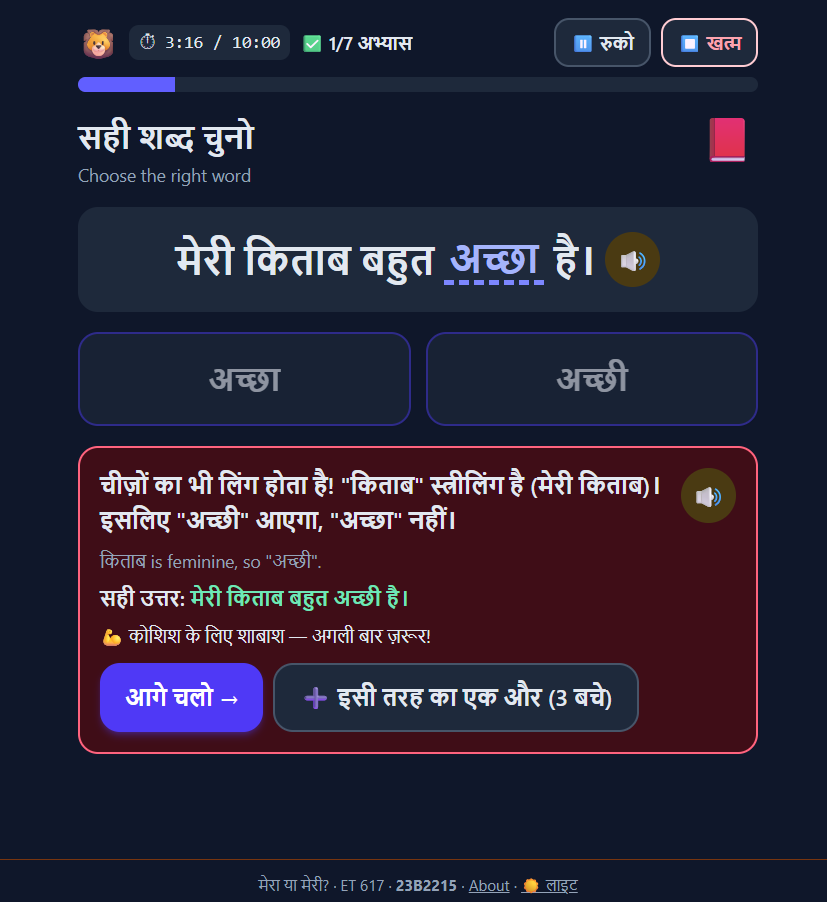 3:16 / 10:00 1/7 अभ्यास रुको खत्म
सही शब्द चुनो
Choose the right word
मेरी किताब बहुत अच्छा है।
अच्छा अच्छी
चीज़ों का भी लिंग होता है! "किताब" स्त्रीलिंग है (मेरी किताब)।
इसलिए "अच्छी" आएगा, "अच्छा" नहीं।
किताब is feminine, so "अच्छी".
सही उत्तर: मेरी किताब बहुत अच्छी है।
कोशिश के लिए शाबाश — अगली बार ज़रूर!
आगे चलो → इसी तरह का एक और (3 बचे)
मेरा या मेरी? · ET 617 · 23B2215 · About · लाइट